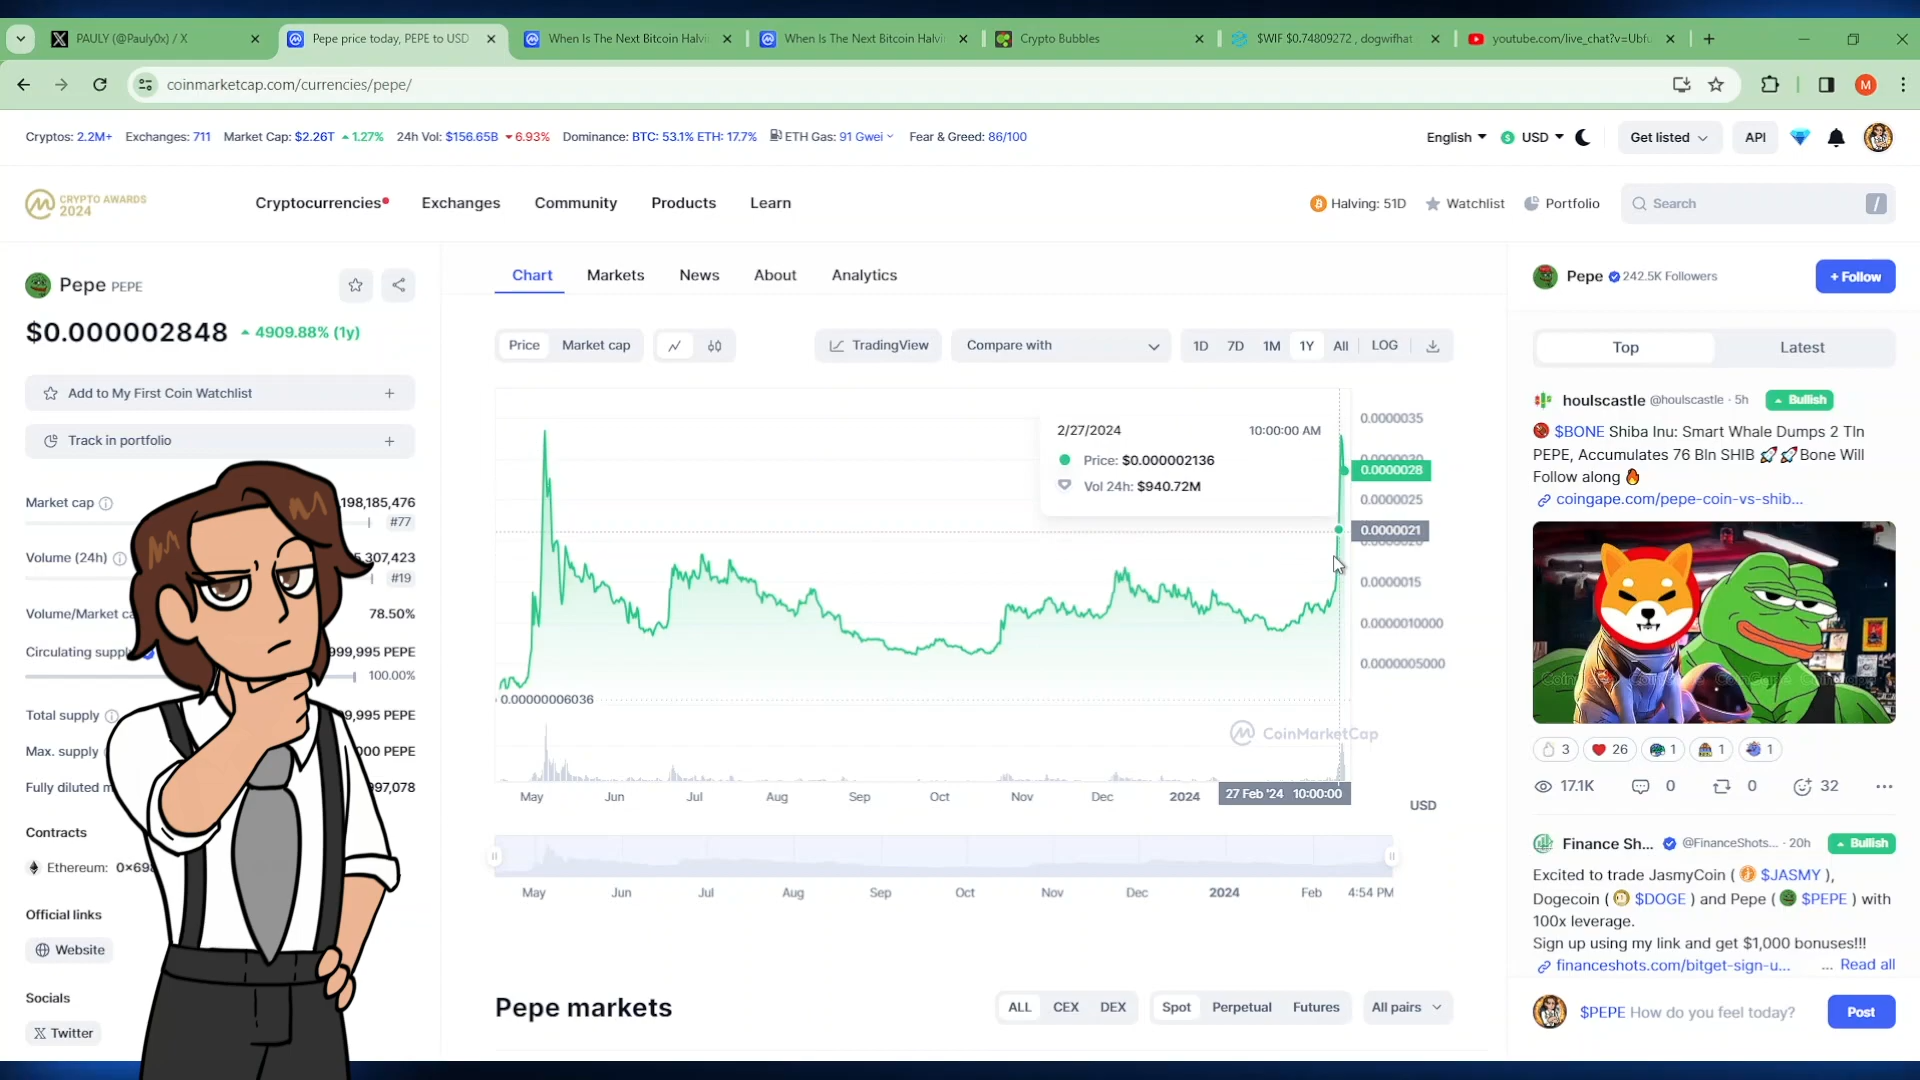 PAULY (@Pauly0x) / X
Pepe price today, PEPE to USD
When Is The Next Bitcoin Halvi
When Is The Next Bitcoin Halvi
Crypto Bubbles
$WIF $0.74809272 , dogwifhat
youtube.com/live_chat?v=Ubfu
coinmarketcap.com/currencies/pepe/
M
Cryptos: 2.2M+ Exchanges: 711 Market Cap: $2.26T 1.27% 24h Vol: $156.65B 6.93% Dominance: BTC: 53.1% ETH: 17.7% ETH Gas: 91 Gwei Fear & Greed: 86/100
English USD Get listed API
CRYPTO AWARDS
2024
Cryptocurrencies Exchanges Community Products Learn
Halving: 51D Watchlist Portfolio Search /
Pepe PEPE
$0.000002848 4909.88% (1y)
Add to My First Coin Watchlist +
Track in portfolio +
Market cap 198,185,476
#77
Volume (24h) 5,307,423
#19
Volume/Market ca 78.50%
Circulating suppl 999,995 PEPE
100.00%
Total supply 9,995 PEPE
Max. supply 000 PEPE
Fully diluted m 997,078
Contracts
Ethereum: 0x698
Official links
Website
Socials
X Twitter
Chart Markets News About Analytics
Price Market cap TradingView Compare with 1D 7D 1M 1Y All LOG
2/27/2024 10:00:00 AM
Price: $0.000002136
Vol 24h: $940.72M
0.0000035
0.0000028
0.0000025
0.0000021
0.0000015
0.0000010000
0.0000005000
0.00000006036
CoinMarketCap
May Jun Jul Aug Sep Oct Nov Dec 2024 27 Feb '24 10:00:00
USD
May Jun Jul Aug Sep Oct Nov Dec 2024 Feb 4:54 PM
Pepe markets
ALL CEX DEX Spot Perpetual Futures All pairs
Pepe 242.5K Followers + Follow
Top Latest
houlscastle @houlscastle · 5h Bullish
$BONE Shiba Inu: Smart Whale Dumps 2 Tln
PEPE, Accumulates 76 Bln SHIB Bone Will
Follow along
coingape.com/pepe-coin-vs-shib...
3 26 1 1 1
17.1K 0 0 32 ...
Finance Sh... @FinanceShots... · 20h Bullish
Excited to trade JasmyCoin ( $JASMY ),
Dogecoin ( $DOGE ) and Pepe ( $PEPE ) with
100x leverage.
Sign up using my link and get $1,000 bonuses!!!
financeshots.com/bitget-sign-u... ... Read all
$PEPE How do you feel today? Post